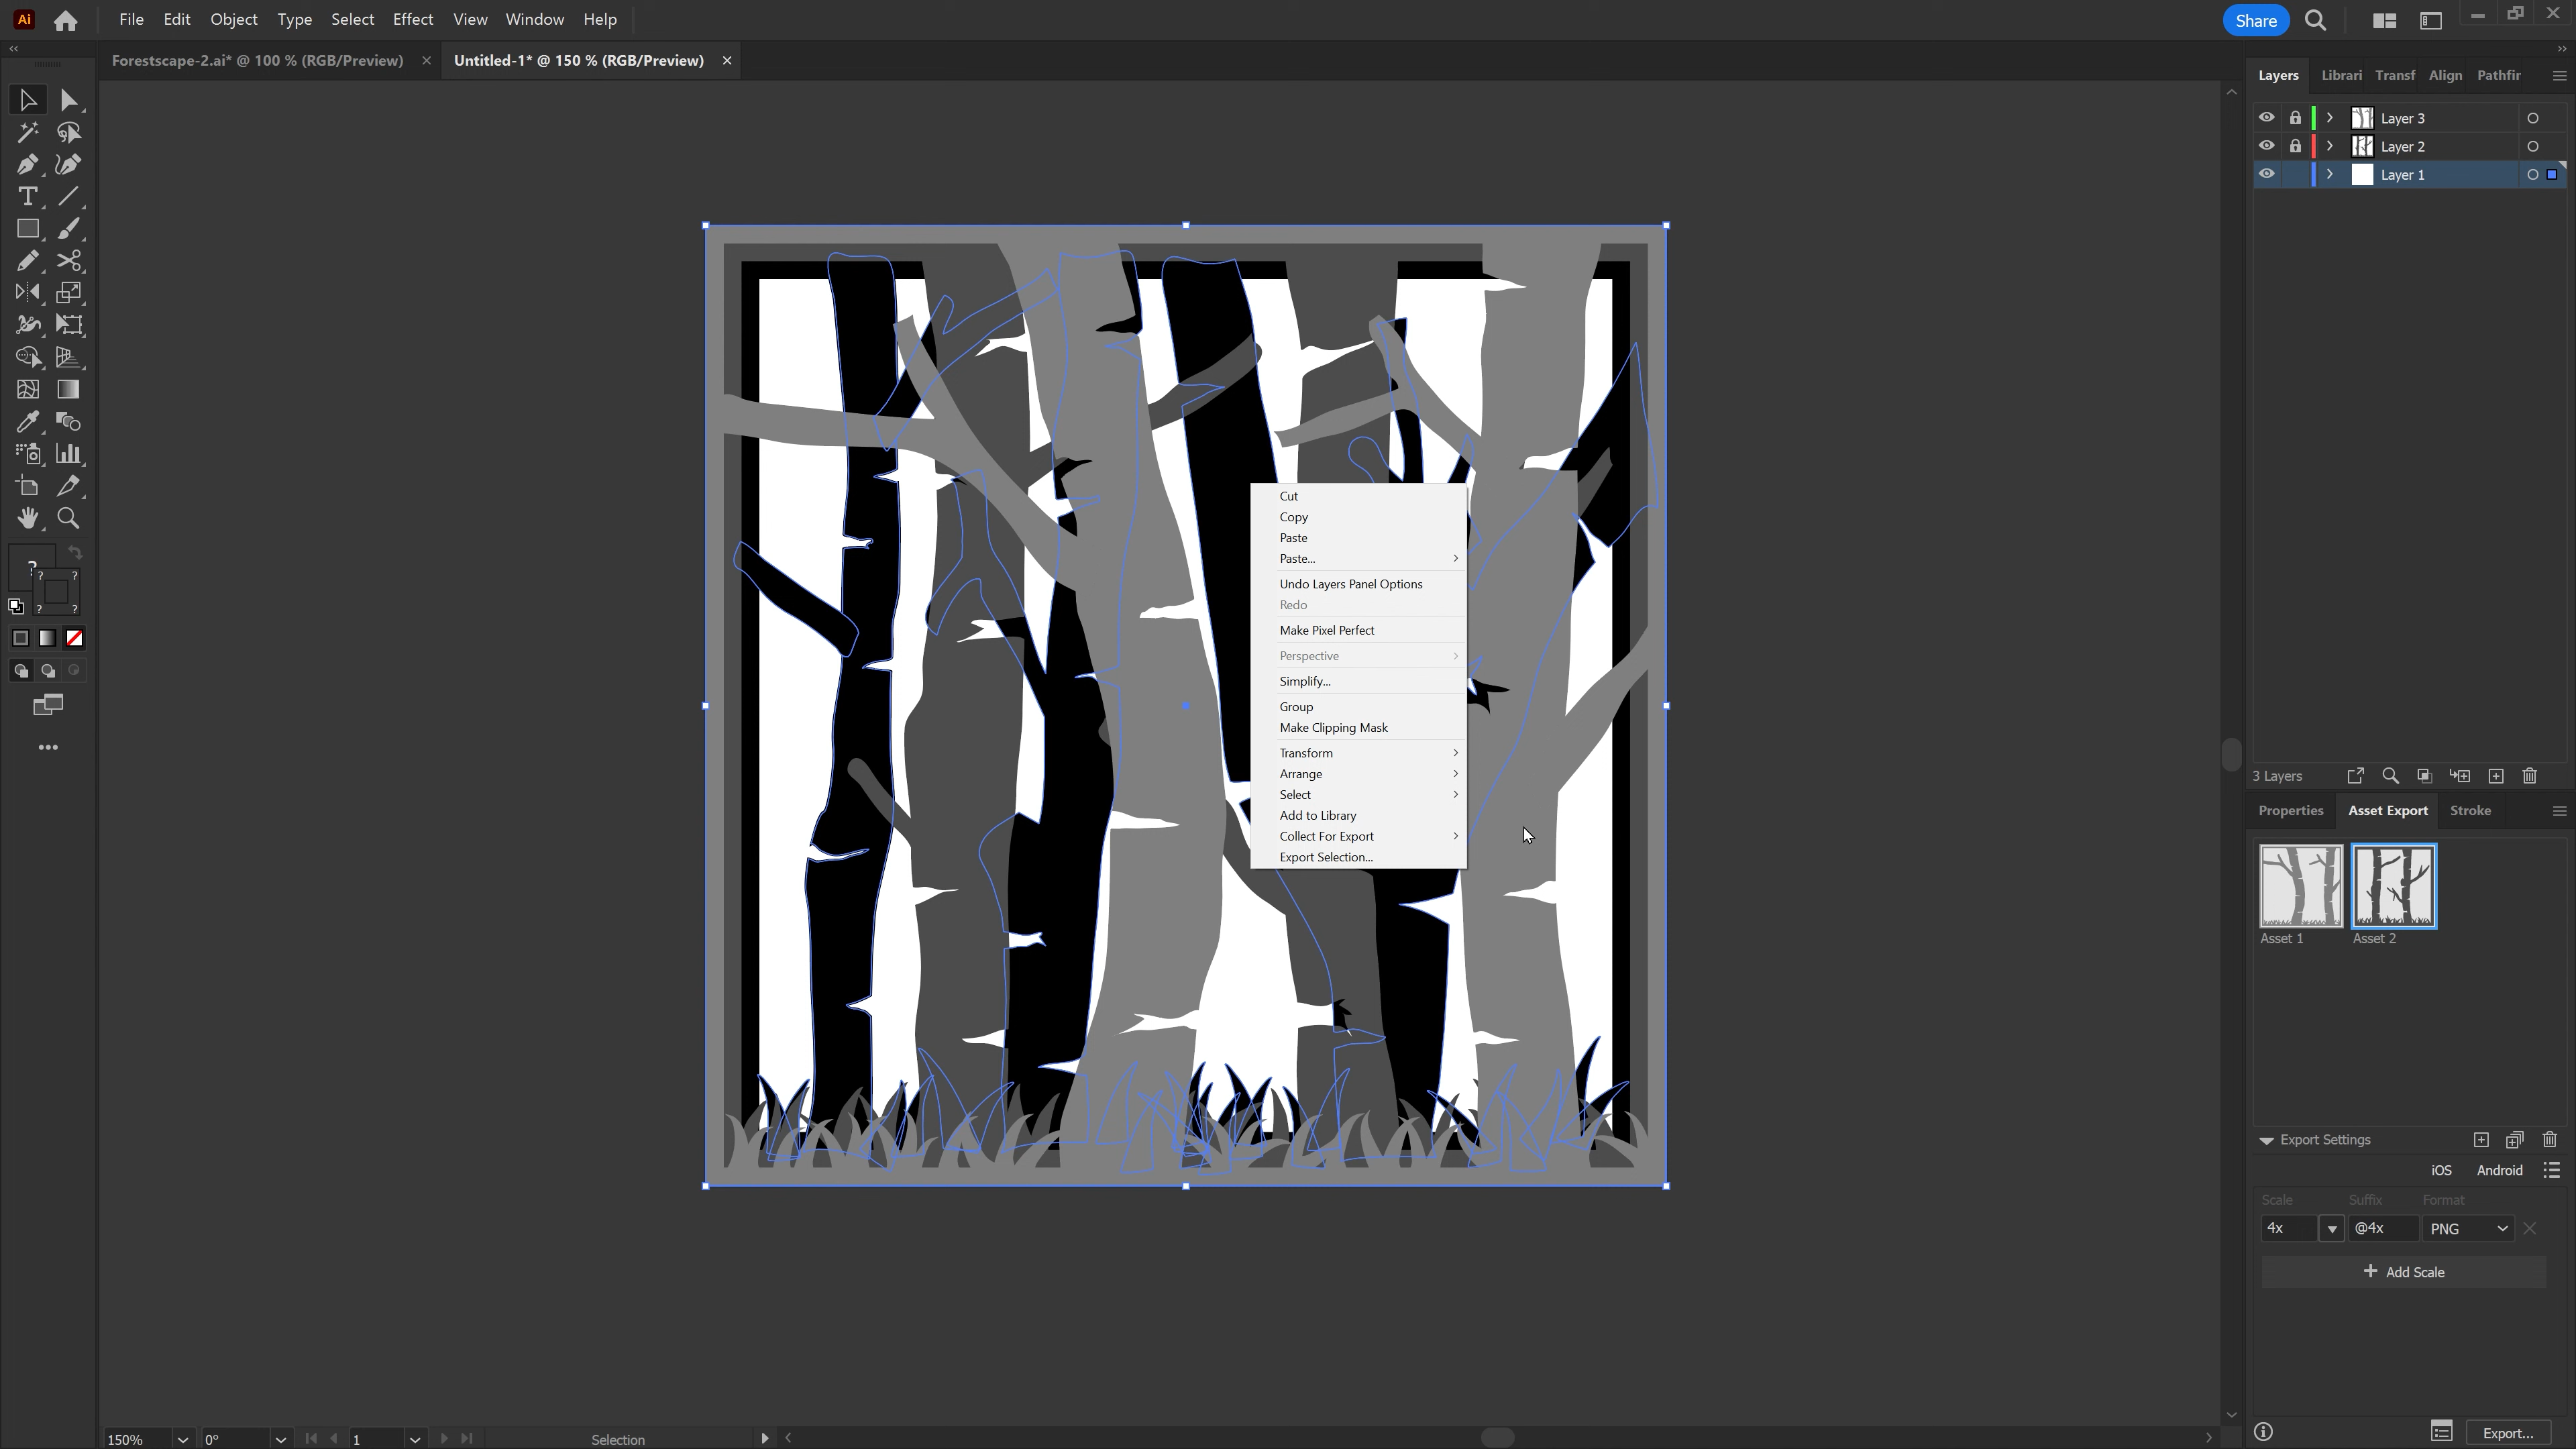 Ai File Edit Object Type Select Effect View Window Help Share
Forestscape-2.ai* @ 100 % (RGB/Preview) × Untitled-1* @ 150 % (RGB/Preview) ×
Layers Librari Transf Align Pathfir
Layer 3
Layer 2
Layer 1
Cut
Copy
Paste
Paste...
Undo Layers Panel Options
Redo
Make Pixel Perfect
Perspective
Simplify...
Group
Make Clipping Mask
Transform
Arrange
Select
Add to Library
Collect For Export
Export Selection...
? ? ?
? ?
3 Layers
Properties Asset Export Stroke
Asset 1 Asset 2
Export Settings
iOS Android
Scale Suffix Format
4x @4x PNG
+ Add Scale
150% 0° 1 Selection
Export...